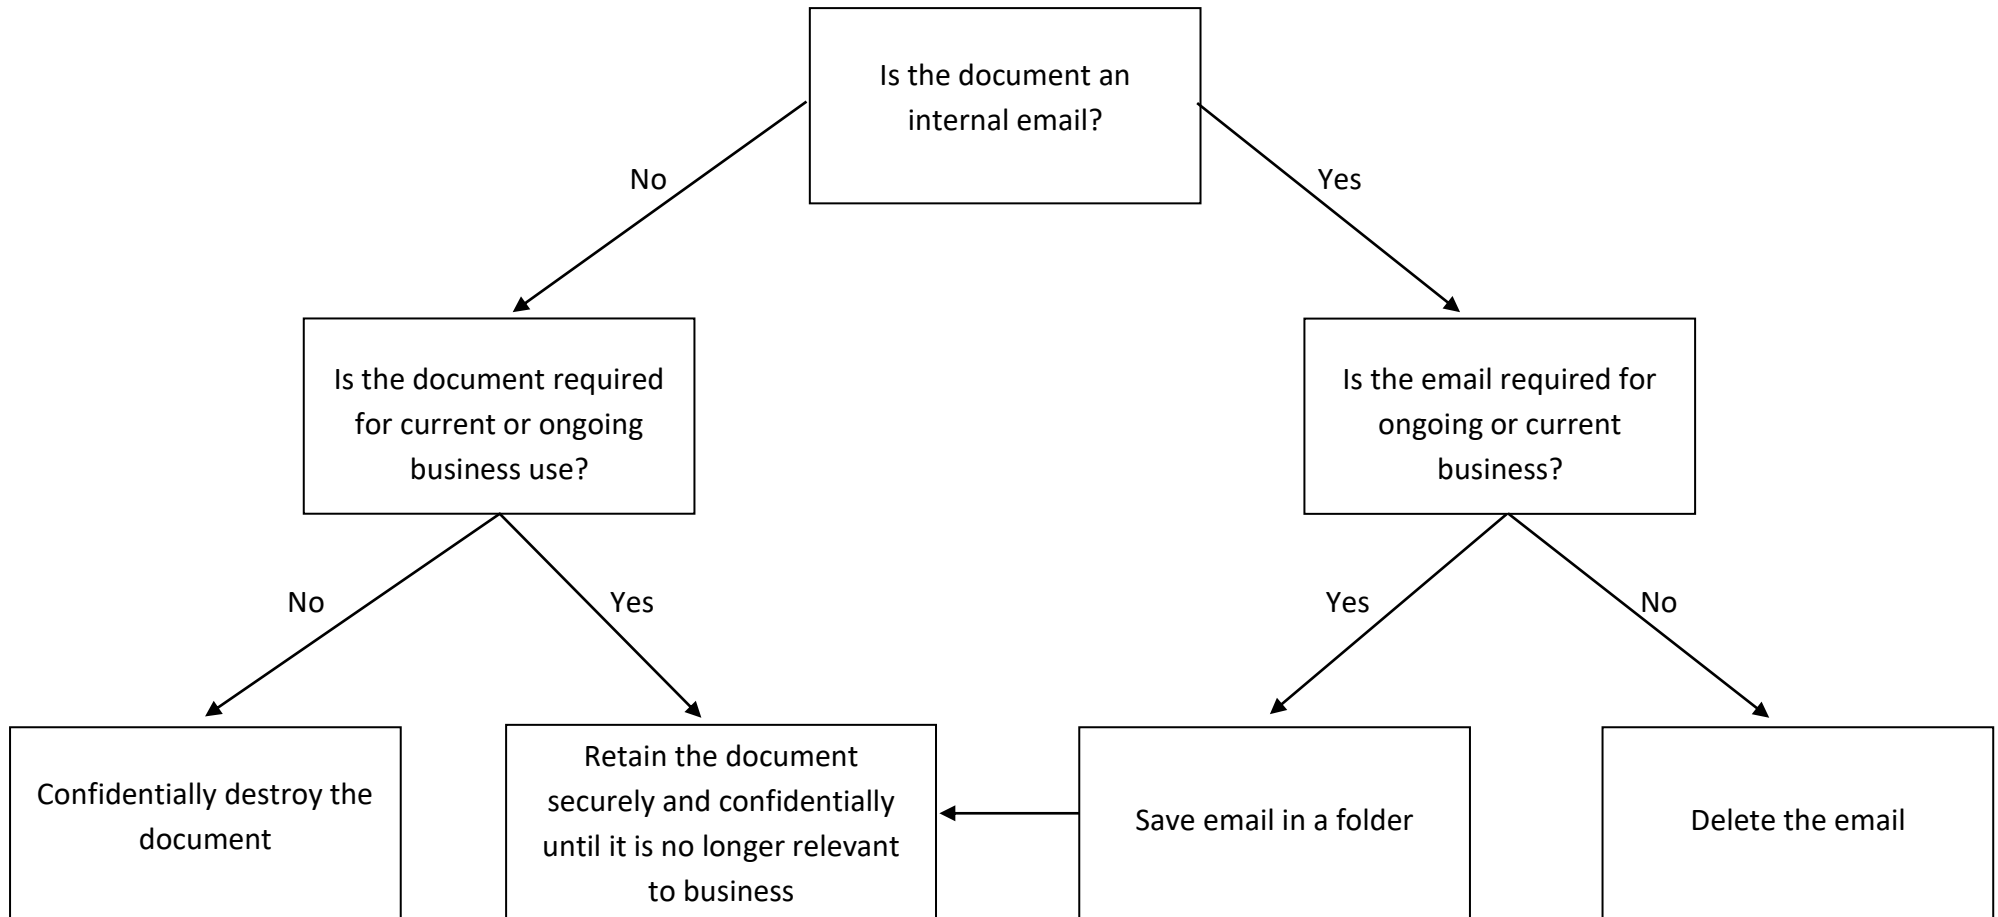 Is the document an
internal email?
No
Yes
Is the document required
for current or ongoing
business use?
Is the email required for
ongoing or current
business?
No
Yes
Yes
No
Confidentially destroy the
document
Retain the document
securely and confidentially
until it is no longer relevant
to business
Save email in a folder
Delete the email